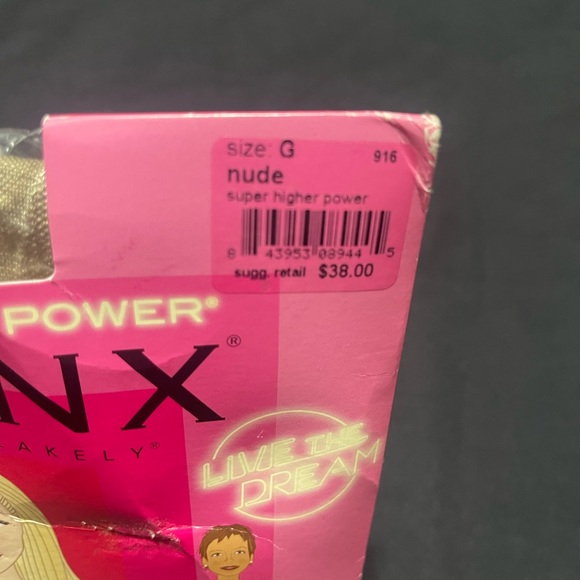 size: G 916
nude
super higher power
8 43953 08944 5
sugg. retail $38.00
POWER®
NX®
AKELY®
LIVE THE
DREAM